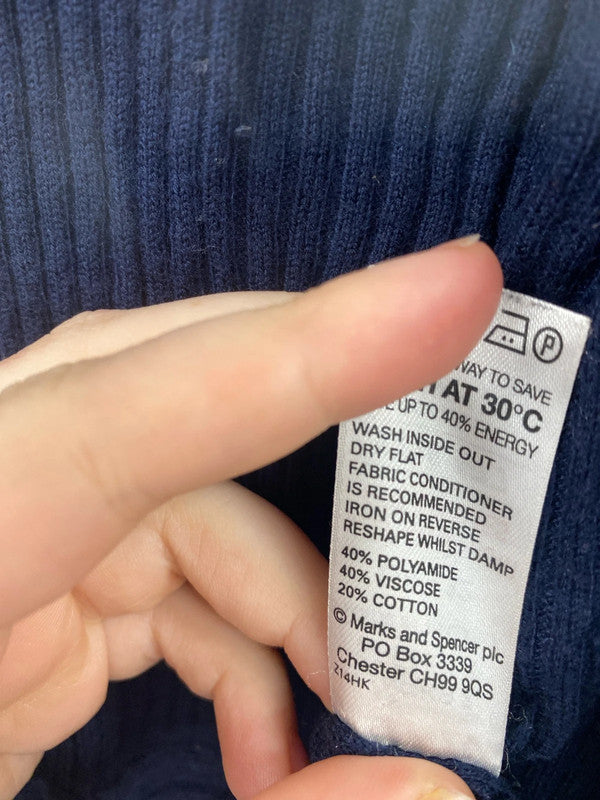 P
WAY TO SAVE
AT 30°C
UP TO 40% ENERGY
WASH INSIDE OUT
DRY FLAT
FABRIC CONDITIONER
IS RECOMMENDED
IRON ON REVERSE
RESHAPE WHILST DAMP
40% POLYAMIDE
40% VISCOSE
20% COTTON
© Marks and Spencer plc
PO Box 3339
Chester CH99 9QS
Z14HK